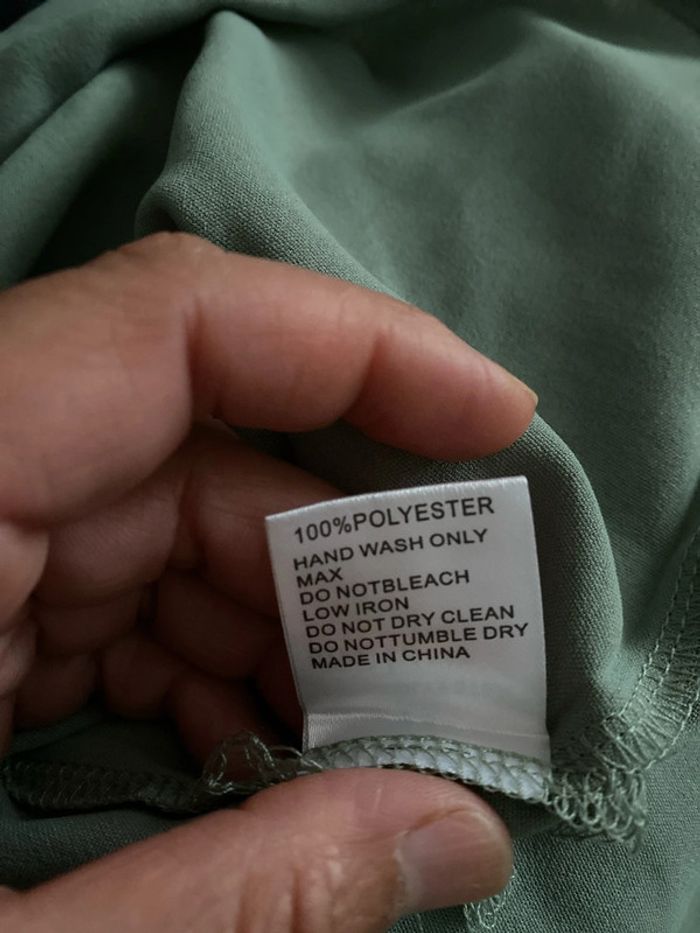 100%POLYESTER
HAND WASH ONLY
MAX
DO NOTBLEACH
LOW IRON
DO NOT DRY CLEAN
DO NOTTUMBLE DRY
MADE IN CHINA